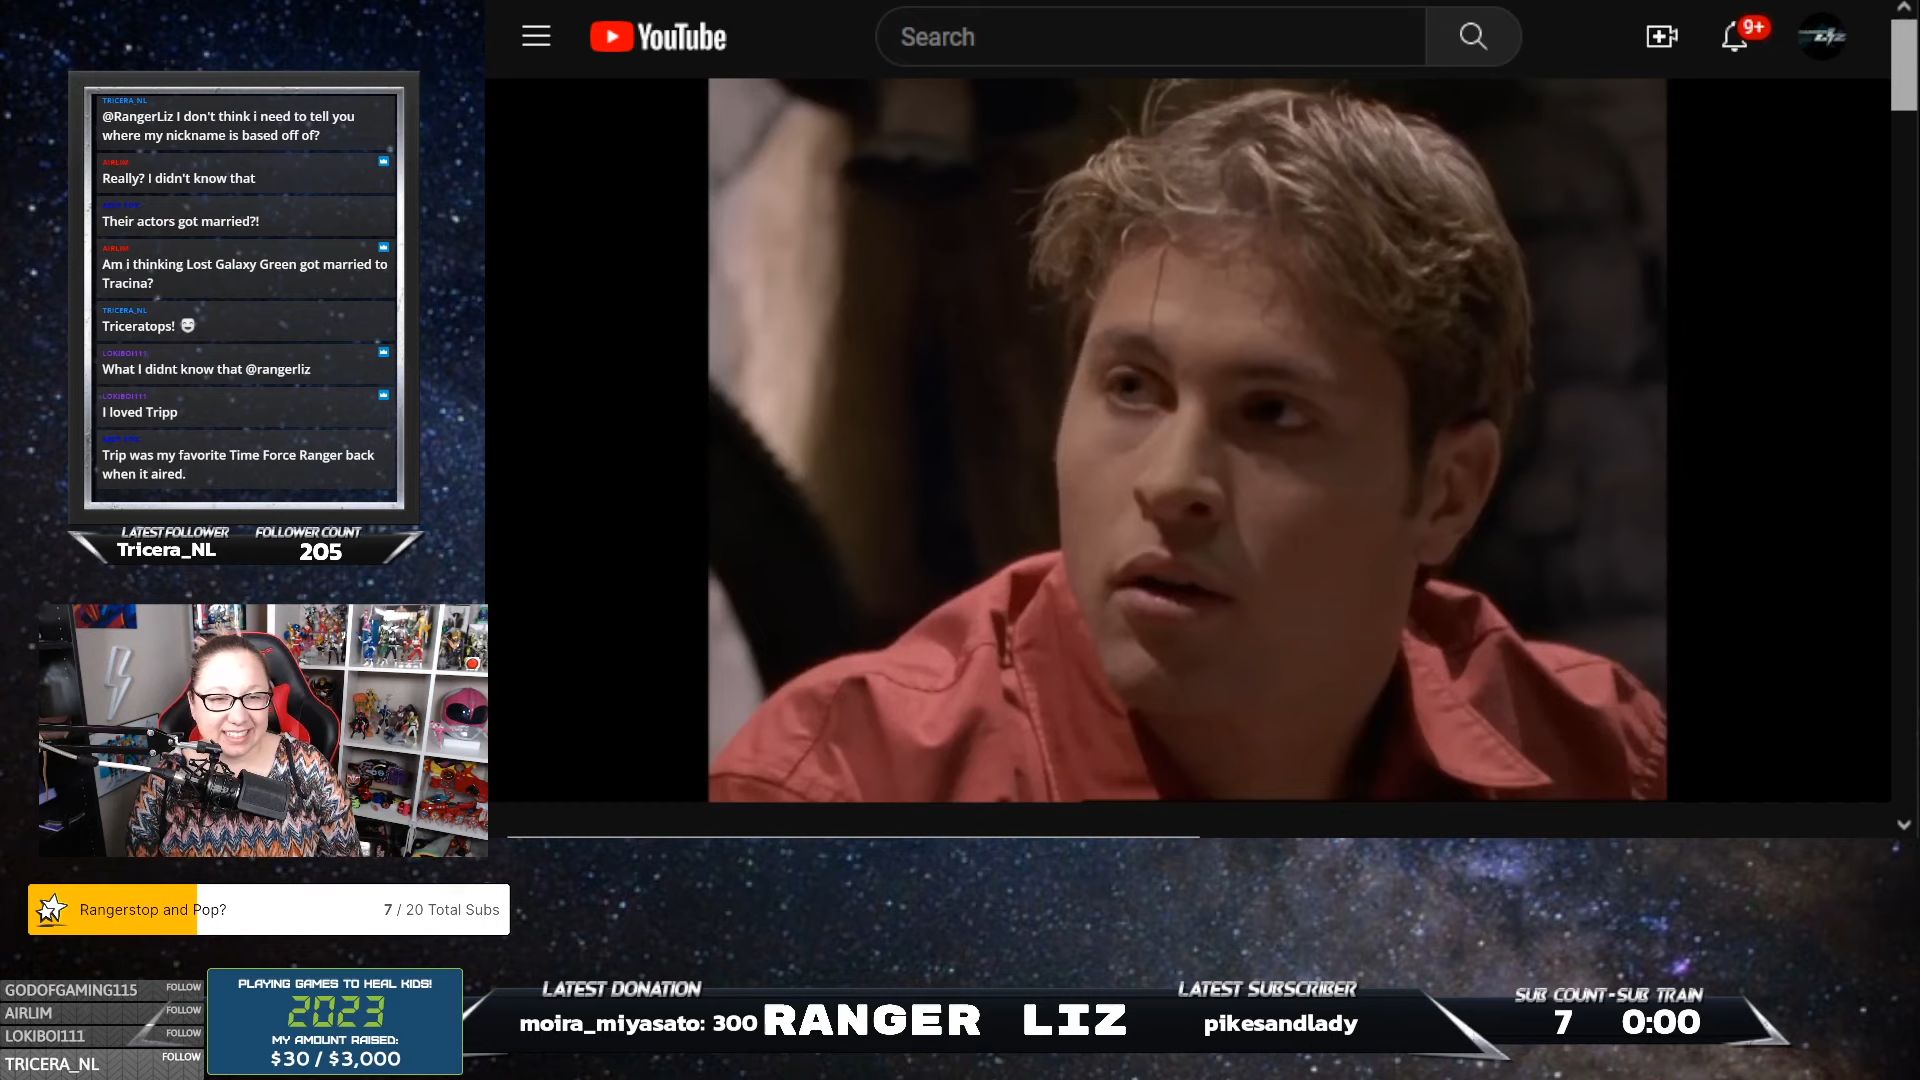 YouTube
Search
9+
TRICERA_NL
@RangerLiz I don't think i need to tell you
where my nickname is based off of?
AIRLIM
Really? I didn't know that
Their actors got married?!
AIRLIM
Am i thinking Lost Galaxy Green got married to
Tracina?
TRICERA_NL
Triceratops!
LOKIBOI111
What I didnt know that @rangerliz
LOKIBOI111
I loved Tripp
Trip was my favorite Time Force Ranger back
when it aired.
LATEST FOLLOWER
Tricera_NL
FOLLOWER COUNT
205
Rangerstop and Pop?
7 / 20 Total Subs
GODOFGAMING115 FOLLOW
AIRLIM FOLLOW
LOKIBOI111 FOLLOW
TRICERA_NL FOLLOW
PLAYING GAMES TO HEAL KIDS!
2023
MY AMOUNT RAISED:
$30 / $3,000
LATEST DONATION
moira_miyasato: 300
RANGER LIZ
LATEST SUBSCRIBER
pikesandlady
SUB COUNT - SUB TRAIN
7 0:00